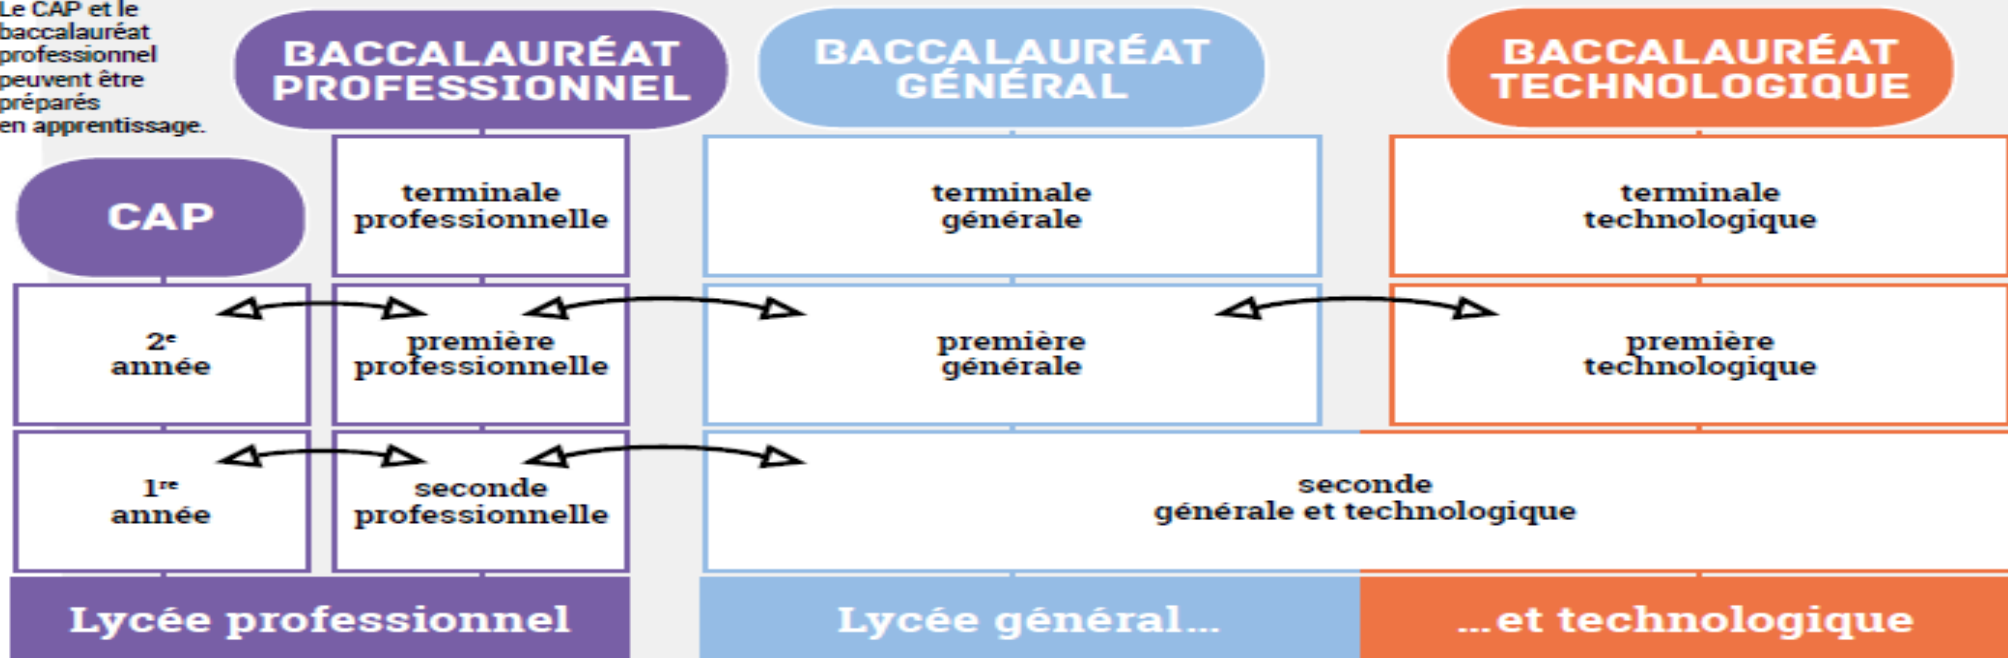 Le CAP et le
baccalauréat
professionnel
peuvent être
préparés
en apprentissage.
BACCALAURÉAT
PROFESSIONNEL
BACCALAURÉAT
GÉNÉRAL
BACCALAURÉAT
TECHNOLOGIQUE
CAP
terminale
professionnelle
terminale
générale
terminale
technologique
2e
année
première
professionnelle
première
générale
première
technologique
1re
année
seconde
professionnelle
seconde
générale et technologique
Lycée professionnel
Lycée général...
...et technologique